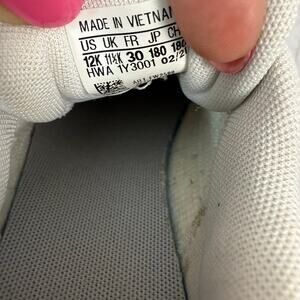 MADE IN VIETNAM
US UK FR JP CH
12K 11½K 30 180 180
HWA 1Y3001 02/21